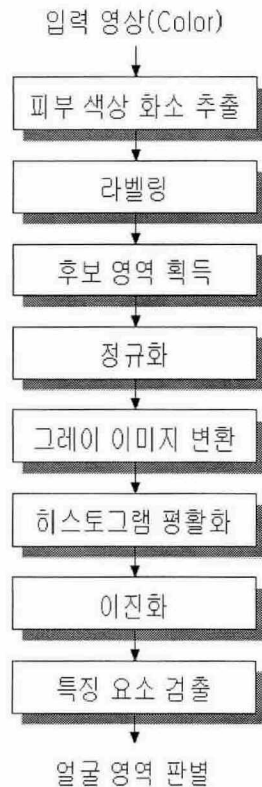 입력 영상(Color)
피부 색상 화소 추출
라벨링
후보 영역 획득
정규화
그레이 이미지 변환
히스토그램 평활화
이진화
특징 요소 검출
얼굴 영역 판별